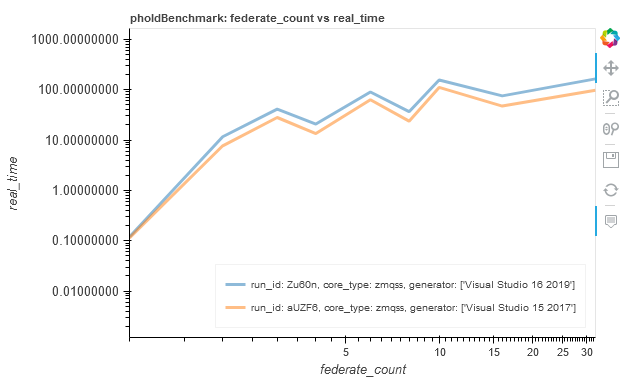 pholdBenchmark: federate_count vs real_time
1000.00000000
100.00000000
10.00000000
1.00000000
0.10000000
0.01000000
real_time
run_id: Zu60n, core_type: zmqss, generator: ['Visual Studio 16 2019']
run_id: aUZF6, core_type: zmqss, generator: ['Visual Studio 15 2017']
5 10 15 20 25 30
federate_count